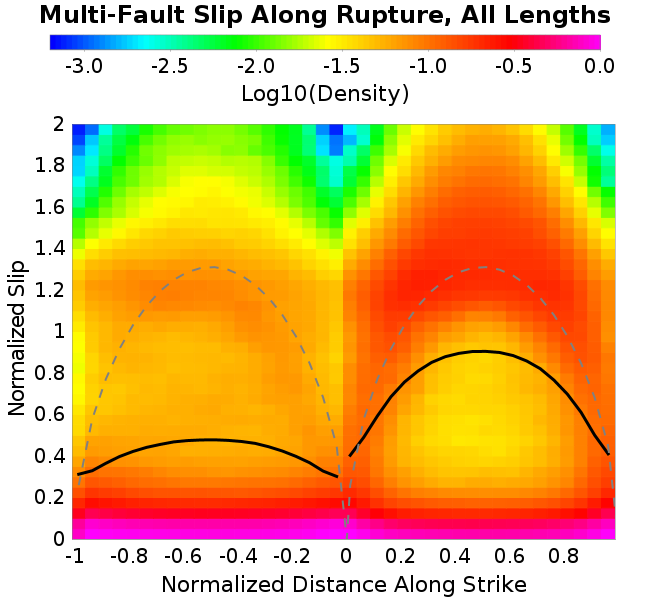 Multi-Fault Slip Along Rupture, All Lengths
-3.0 -2.5 -2.0 -1.5 -1.0 -0.5 0.0
Log10(Density)
2
1.8
1.6
1.4
1.2
1
0.8
0.6
0.4
0.2
0
Normalized Slip
-1 -0.8 -0.6 -0.4 -0.2 0 0.2 0.4 0.6 0.8
Normalized Distance Along Strike